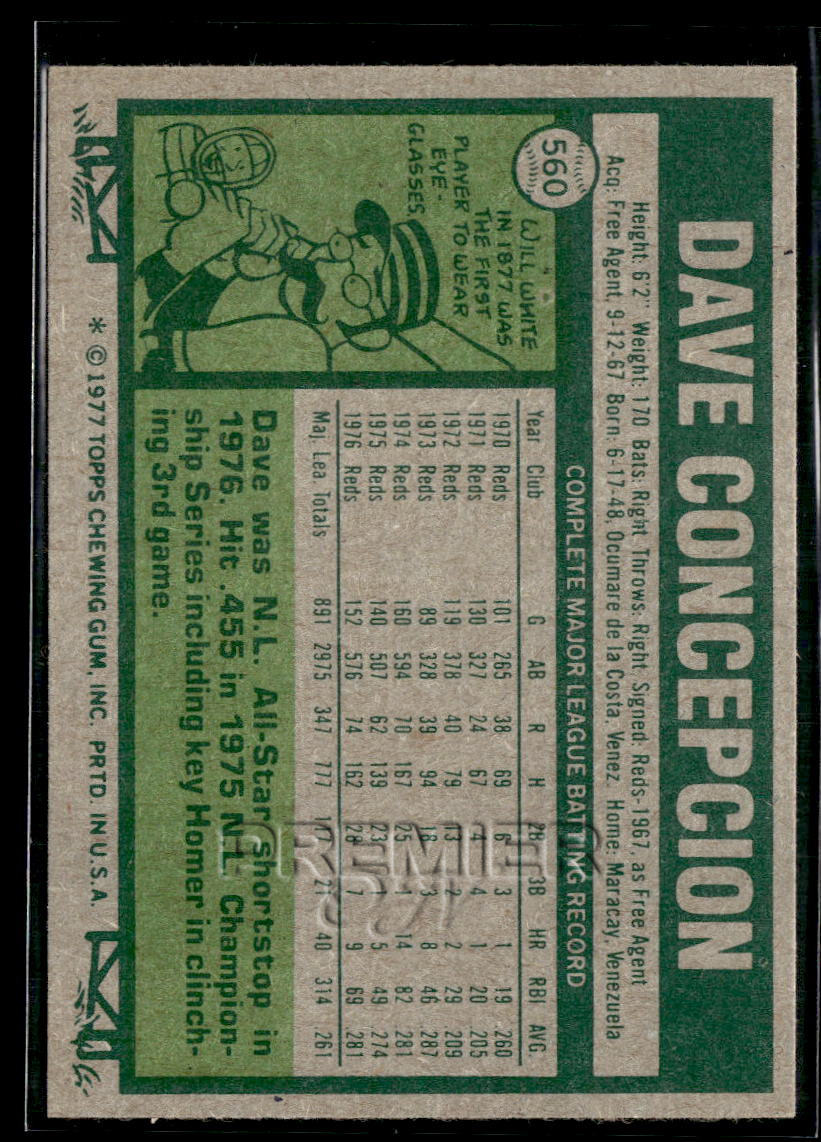 560
DAVE CONCEPCION
Height: 6'2" Weight: 170 Bats: Right Throws: Right Signed: Reds-1967, as Free Agent
Acq: Free Agent, 9-12-67 Born: 6-17-48, Ocumare de la Costa, Venez. Home: Maracay, Venezuela
COMPLETE MAJOR LEAGUE BATTING RECORD
Year Club G AB R H 2B 3B HR RBI AVG.
1970 Reds 101 265 38 69 6 3 1 19 260
1971 Reds 130 327 24 67 4 4 1 20 205
1972 Reds 119 378 40 79 13 2 2 29 209
1973 Reds 89 328 39 94 18 3 8 46 287
1974 Reds 160 594 70 167 25 1 14 82 281
1975 Reds 140 507 62 139 23 1 5 49 274
1976 Reds 152 576 74 162 28 7 9 69 281
Maj. Lea Totals 891 2975 347 777 117 21 40 314 261
WILL WHITE
IN 1877 WAS
THE FIRST
PLAYER TO WEAR
EYE-
GLASSES.
Dave was N.L. All-Star shortstop in
1976. Hit .455 in 1975 N.L. Champion-
ship Series including key Homer in clinch-
ing 3rd game.
* © 1977 TOPPS CHEWING GUM, INC. PRTD. IN U.S.A.
PREMIER